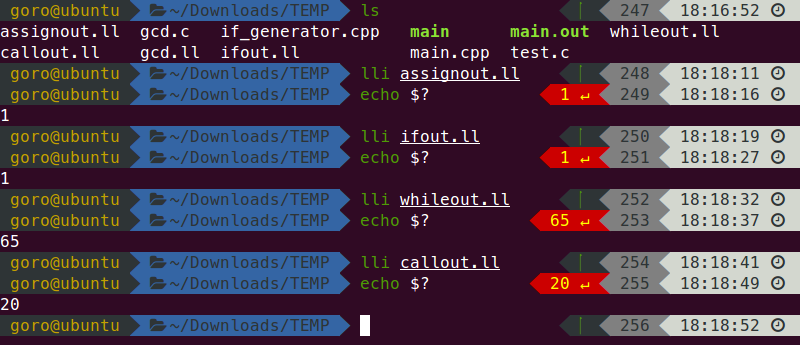 goro@ubuntu ~/Downloads/TEMP ls 247 18:16:52
assignout.ll gcd.c if_generator.cpp main main.out whileout.ll
callout.ll gcd.ll ifout.ll main.cpp test.c
goro@ubuntu ~/Downloads/TEMP lli assignout.ll 248 18:18:11
goro@ubuntu ~/Downloads/TEMP echo $? 1 ↵ 249 18:18:16
1
goro@ubuntu ~/Downloads/TEMP lli ifout.ll 250 18:18:19
goro@ubuntu ~/Downloads/TEMP echo $? 1 ↵ 251 18:18:27
1
goro@ubuntu ~/Downloads/TEMP lli whileout.ll 252 18:18:32
goro@ubuntu ~/Downloads/TEMP echo $? 65 ↵ 253 18:18:37
65
goro@ubuntu ~/Downloads/TEMP lli callout.ll 254 18:18:41
goro@ubuntu ~/Downloads/TEMP echo $? 20 ↵ 255 18:18:49
20
goro@ubuntu ~/Downloads/TEMP 256 18:18:52